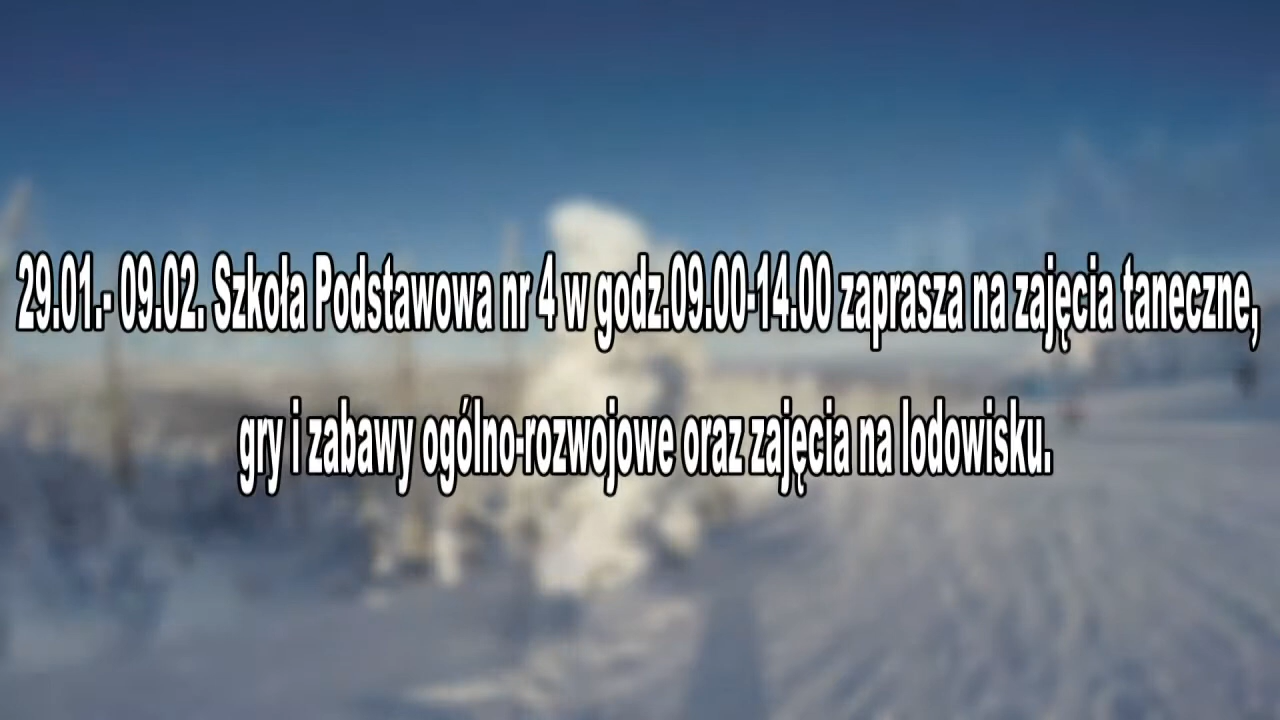 29.01.- 09.02. Szkoła Podstawowa nr 4 w godz.09.00-14.00 zaprasza na zajęcia taneczne,
gry i zabawy ogólno-rozwojowe oraz zajęcia na lodowisku.